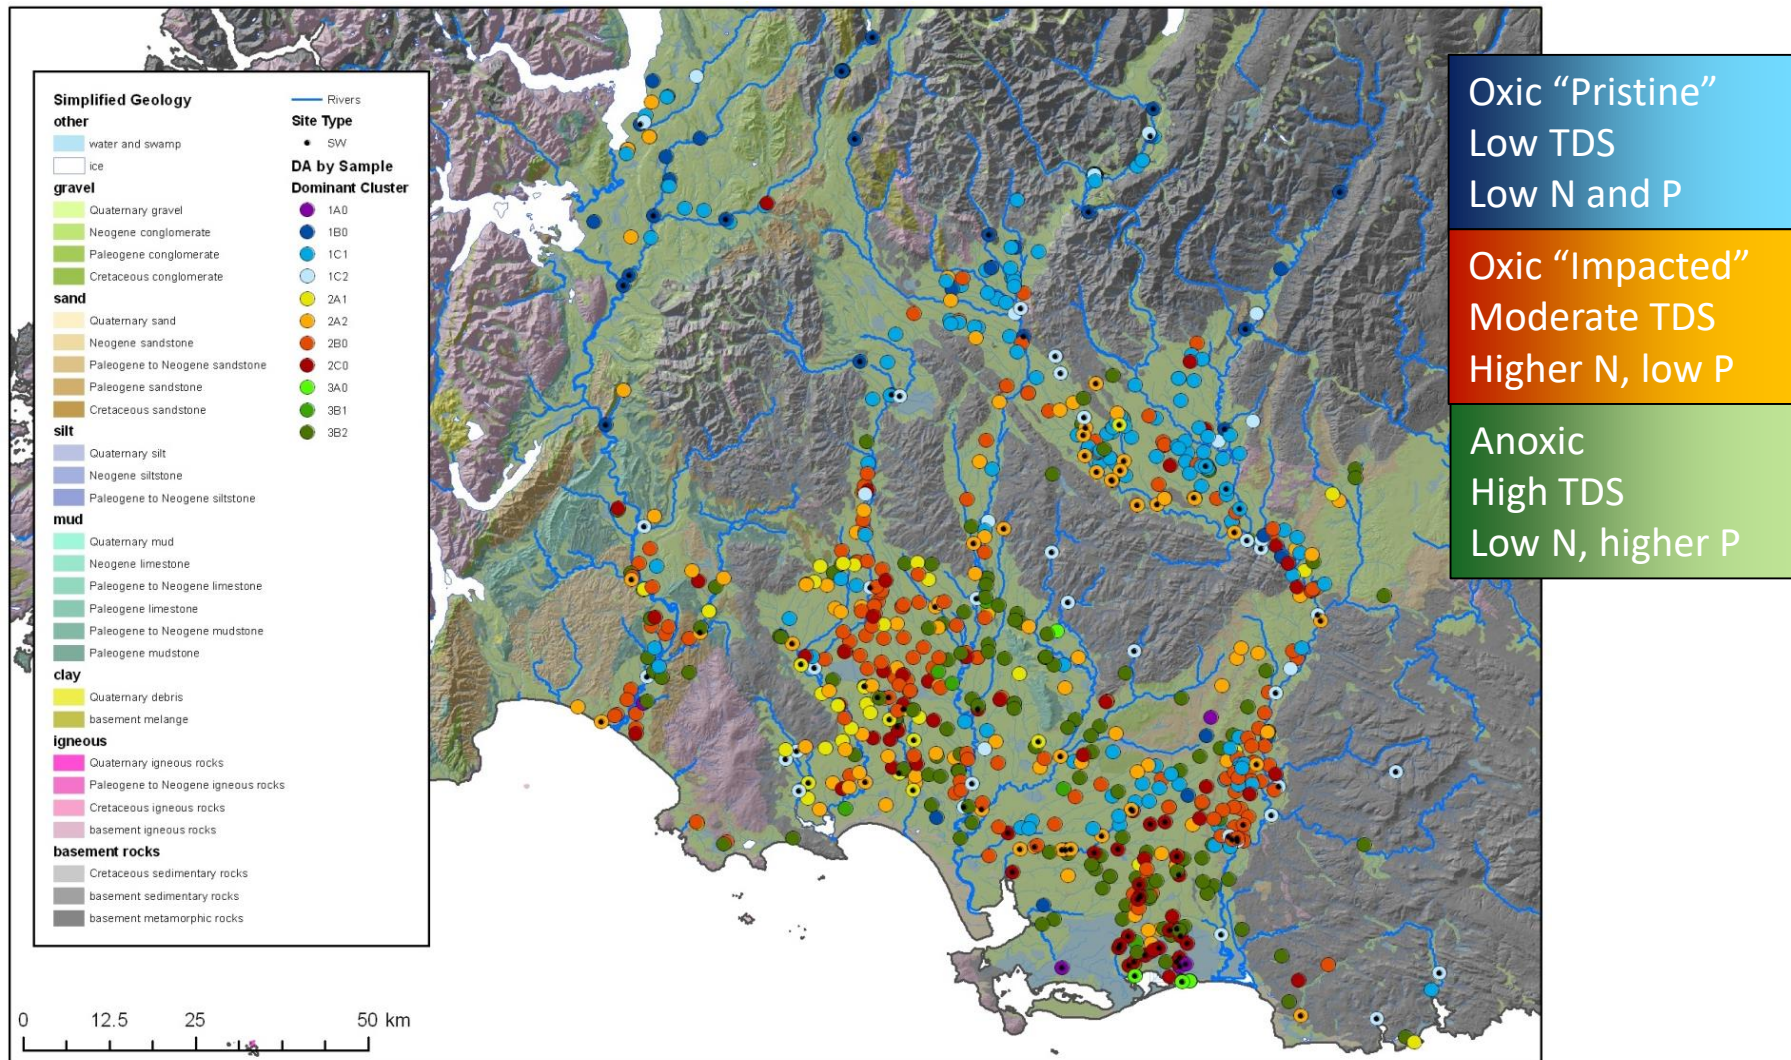 Simplified Geology
other
water and swamp
ice
gravel
Quaternary gravel
Neogene conglomerate
Paleogene conglomerate
Cretaceous conglomerate
sand
Quaternary sand
Neogene sandstone
Paleogene to Neogene sandstone
Paleogene sandstone
Cretaceous sandstone
silt
Quaternary silt
Neogene siltstone
Paleogene to Neogene siltstone
mud
Quaternary mud
Neogene limestone
Paleogene to Neogene limestone
Paleogene limestone
Paleogene to Neogene mudstone
Paleogene mudstone
clay
Quaternary debris
basement melange
igneous
Quaternary igneous rocks
Paleogene to Neogene igneous rocks
Cretaceous igneous rocks
basement igneous rocks
basement rocks
Cretaceous sedimentary rocks
basement sedimentary rocks
basement metamorphic rocks
Rivers
Site Type
SW
DA by Sample
Dominant Cluster
1A0
1B0
1C1
1C2
2A1
2A2
2B0
2C0
3A0
3B1
3B2
0 12.5 25 50 km
Oxic “Pristine”
Low TDS
Low N and P
Oxic “Impacted”
Moderate TDS
Higher N, low P
Anoxic
High TDS
Low N, higher P